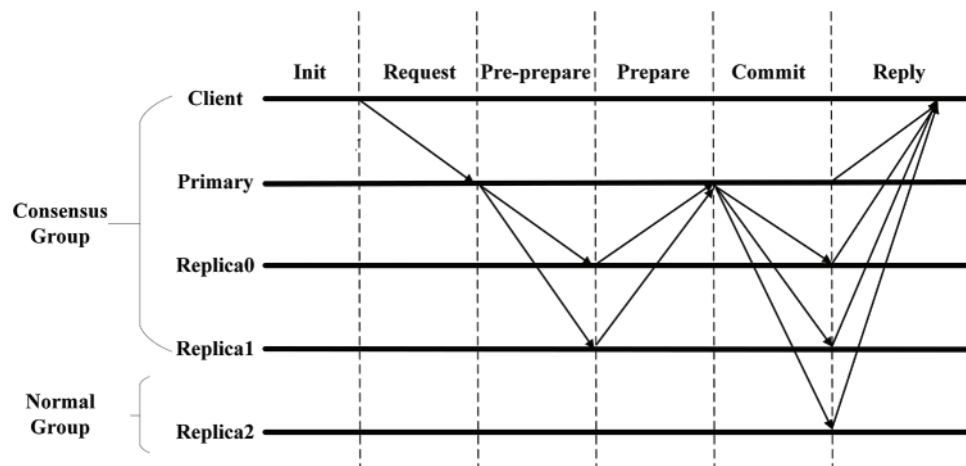 Init Request Pre-prepare Prepare Commit Reply
Client
Primary
Consensus
Group
Replica0
Replica1
Normal
Group
Replica2